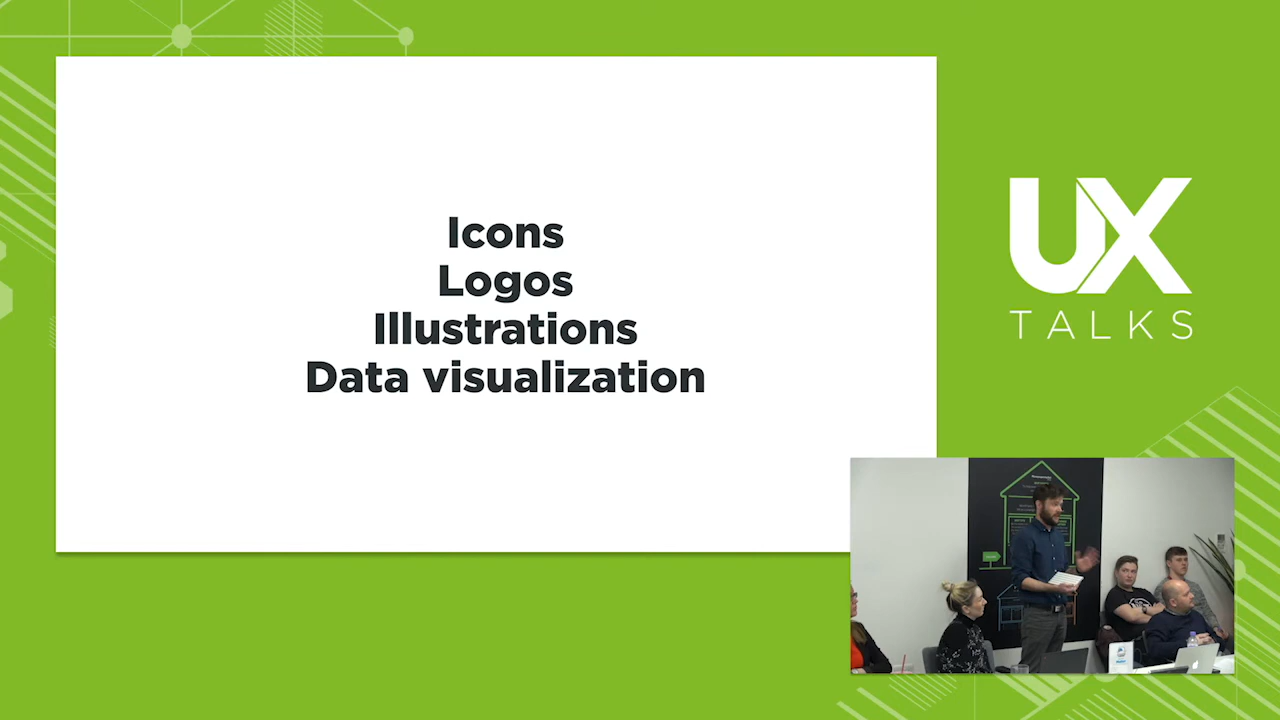 Icons
Logos
Illustrations
Data visualization
UX
TALKS